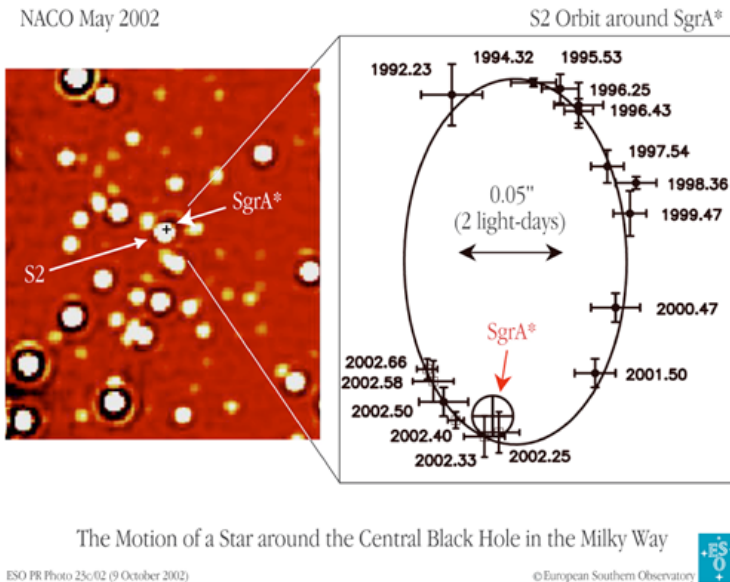 NACO May 2002
S2 Orbit around SgrA*
SgrA*
S2
1992.23
1994.32
1995.53
1996.25
1996.43
1997.54
1998.36
1999.47
0.05"
(2 light-days)
2000.47
SgrA*
2001.50
2002.66
2002.58
2002.50
2002.40
2002.33
2002.25
The Motion of a Star around the Central Black Hole in the Milky Way
ESO PR Photo 23c/02 (9 October 2002)
© European Southern Observatory
ESO